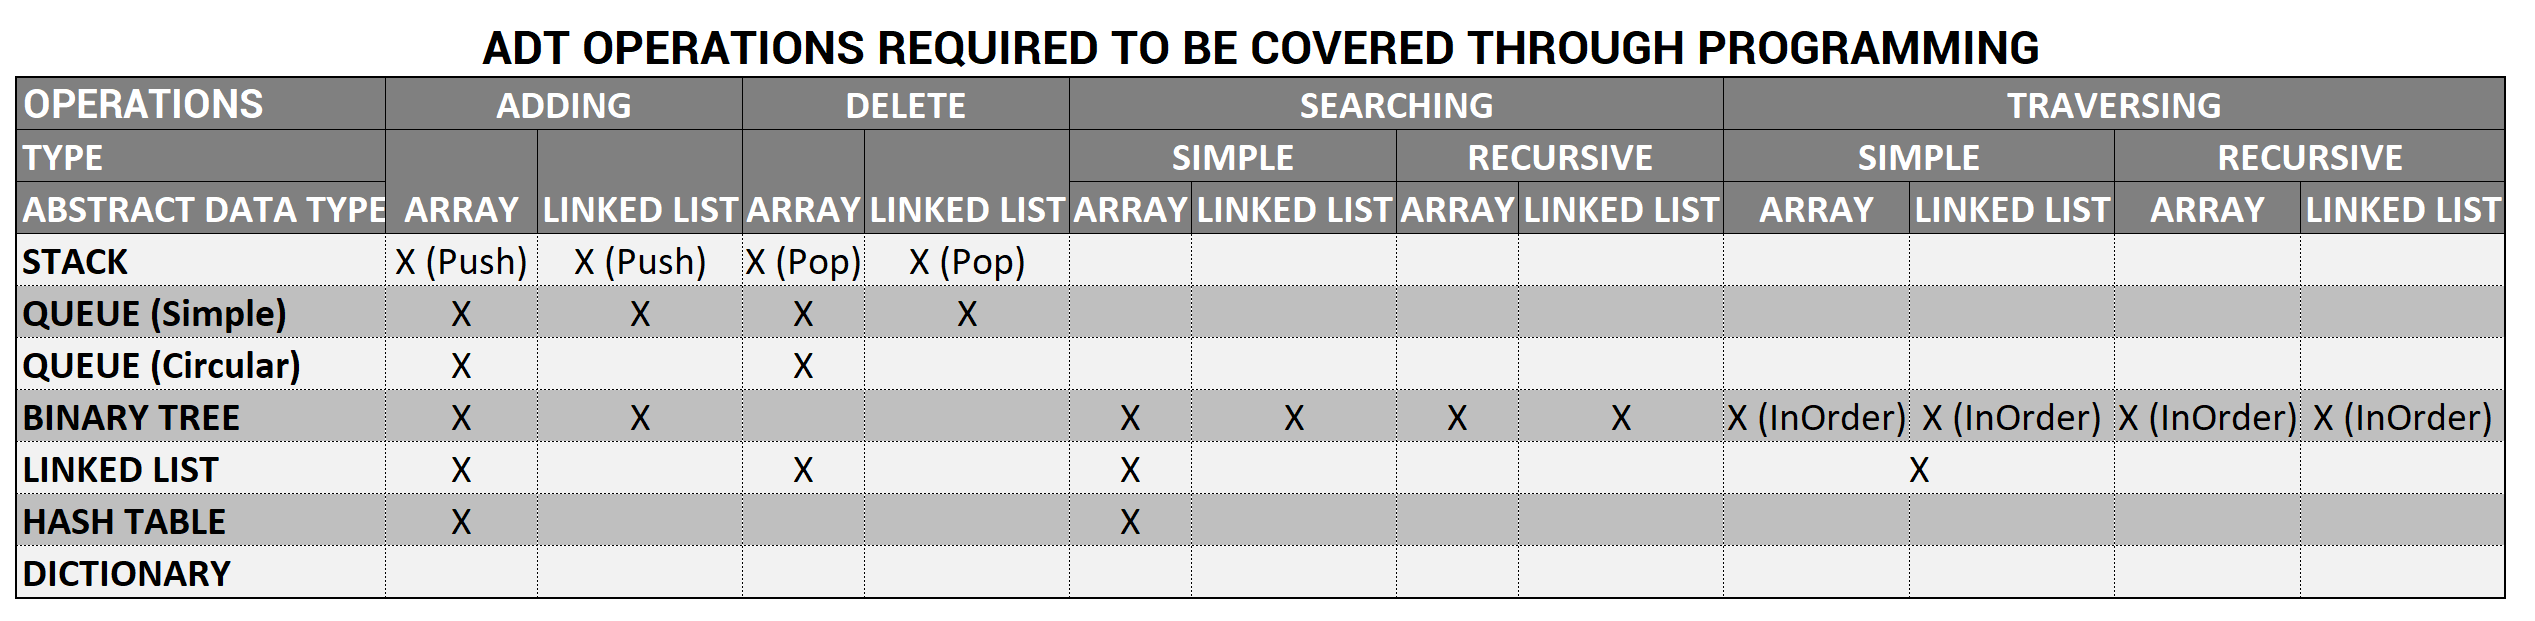 ADT OPERATIONS REQUIRED TO BE COVERED THROUGH PROGRAMMING
OPERATIONS ADDING DELETE SEARCHING TRAVERSING
TYPE SIMPLE RECURSIVE SIMPLE RECURSIVE
ABSTRACT DATA TYPE ARRAY LINKED LIST ARRAY LINKED LIST ARRAY LINKED LIST ARRAY LINKED LIST ARRAY LINKED LIST ARRAY LINKED LIST
STACK X (Push) X (Push) X (Pop) X (Pop)
QUEUE (Simple) X X X X
QUEUE (Circular) X X
BINARY TREE X X X X X X X (InOrder) X (InOrder) X (InOrder) X (InOrder)
LINKED LIST X X X X
HASH TABLE X X
DICTIONARY